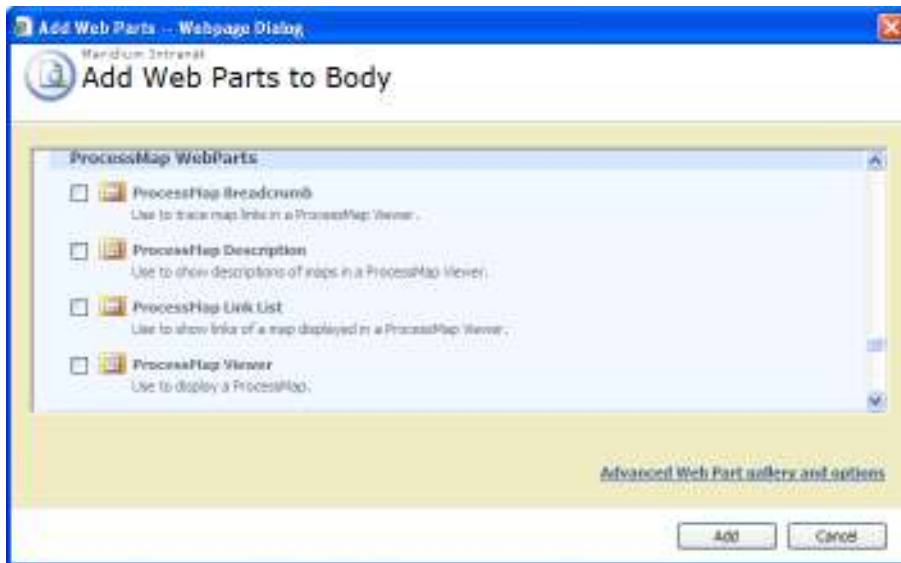 Add Web Parts -- Webpage Dialog
Meridium Intranät
Add Web Parts to Body
ProcessMap WebParts
ProcessMap Breadcrumb
Use to trace map links in a ProcessMap Viewer.
ProcessMap Description
Use to show descriptions of maps in a ProcessMap Viewer.
ProcessMap Link List
Use to show links of a map displayed in a ProcessMap Viewer.
ProcessMap Viewer
Use to display a ProcessMap.
Advanced Web Part gallery and options
Add
Cancel